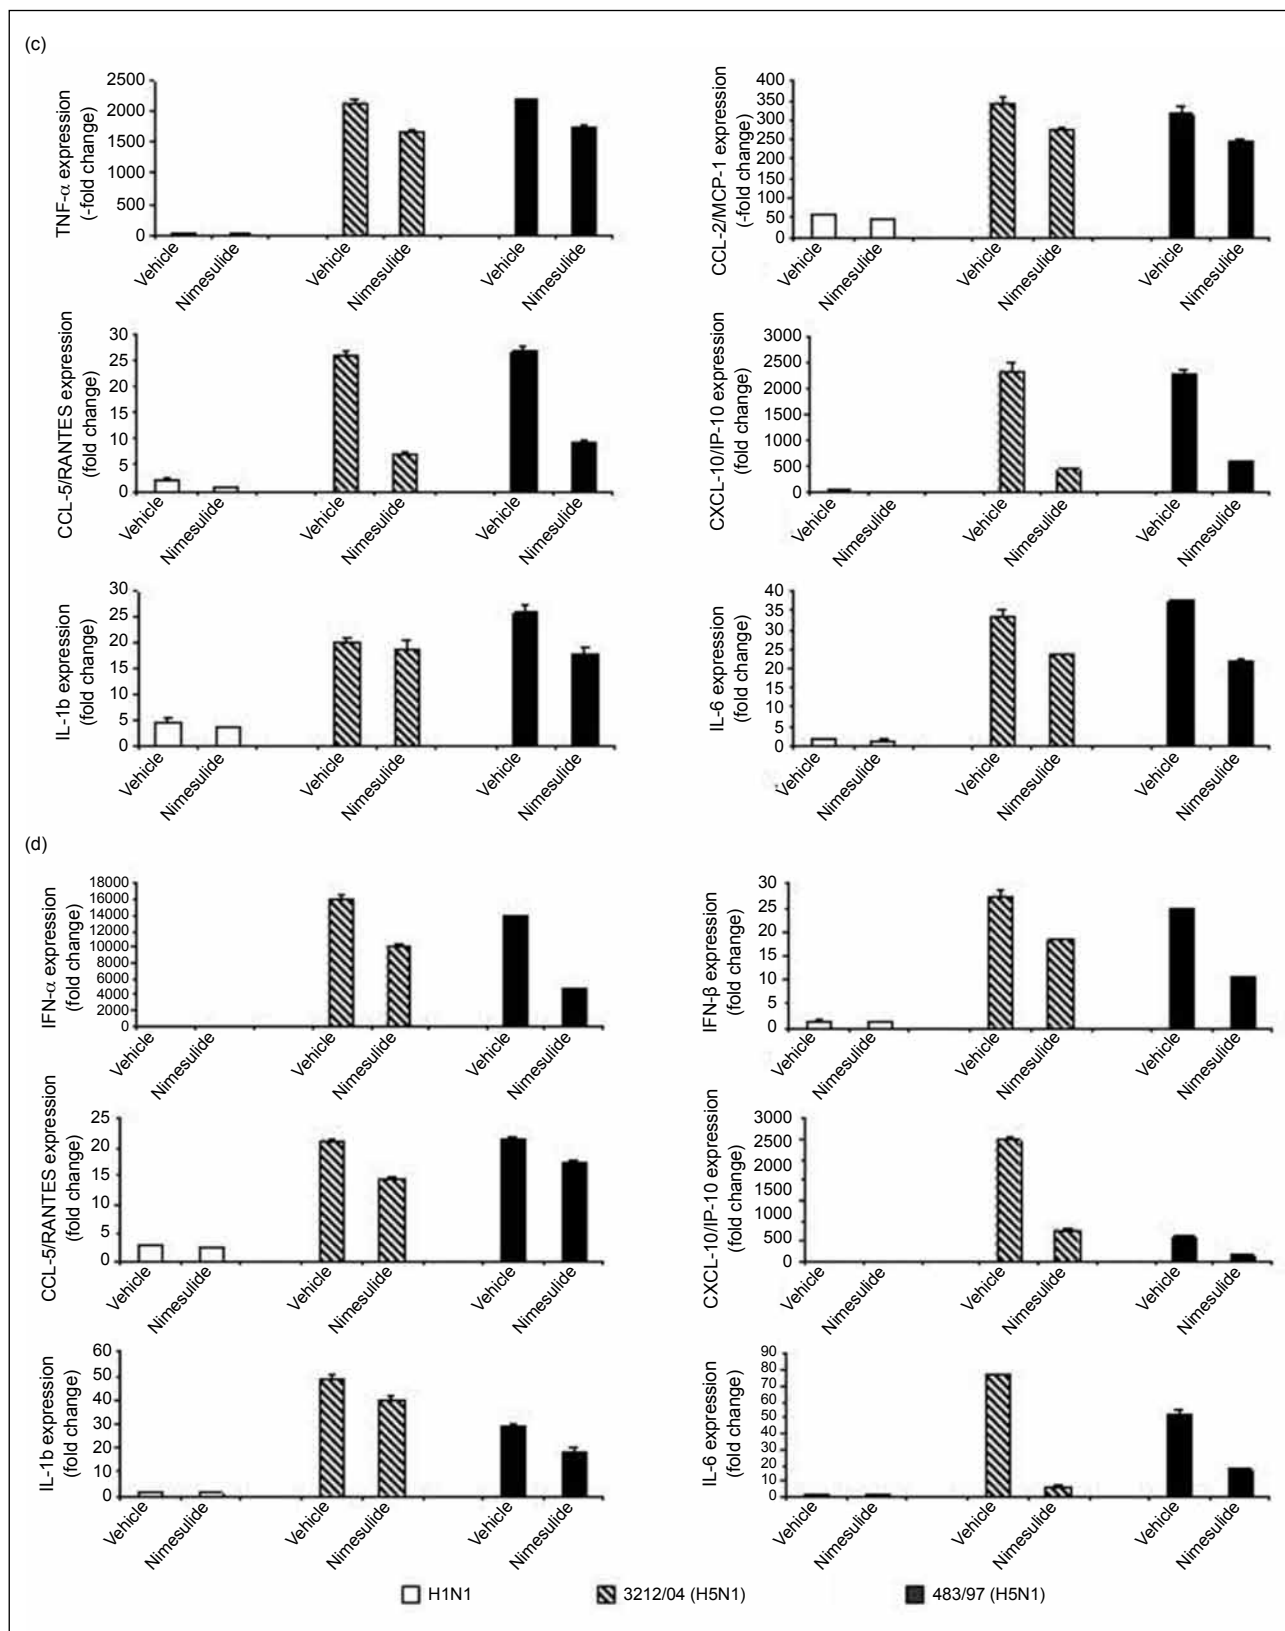 (c)
TNF-α expression
(-fold change)
2500
2000
1500
1000
500
0
Vehicle
Nimesulide
Vehicle
Nimesulide
Vehicle
Nimesulide
CCL-2/MCP-1 expression
(-fold change)
400
350
300
250
200
150
100
50
0
Vehicle
Nimesulide
Vehicle
Nimesulide
Vehicle
Nimesulide
CCL-5/RANTES expression
(fold change)
30
25
20
15
10
5
0
Vehicle
Nimesulide
Vehicle
Nimesulide
Vehicle
Nimesulide
CXCL-10/IP-10 expression
(fold change)
3000
2500
2000
1500
1000
500
0
Vehicle
Nimesulide
Vehicle
Nimesulide
Vehicle
Nimesulide
IL-1b expression
(fold change)
30
25
20
15
10
5
0
Vehicle
Nimesulide
Vehicle
Nimesulide
Vehicle
Nimesulide
IL-6 expression
(fold change)
40
35
30
25
20
15
10
5
0
Vehicle
Nimesulide
Vehicle
Nimesulide
Vehicle
Nimesulide
(d)
IFN-α expression
(fold change)
18000
16000
14000
12000
10000
8000
6000
4000
2000
0
Vehicle
Nimesulide
Vehicle
Nimesulide
Vehicle
Nimesulide
IFN-β expression
(fold change)
30
25
20
15
10
5
0
Vehicle
Nimesulide
Vehicle
Nimesulide
Vehicle
Nimesulide
CCL-5/RANTES expression
(fold change)
25
20
15
10
5
0
Vehicle
Nimesulide
Vehicle
Nimesulide
Vehicle
Nimesulide
CXCL-10/IP-10 expression
(fold change)
3000
2500
2000
1500
1000
500
0
Vehicle
Nimesulide
Vehicle
Nimesulide
Vehicle
Nimesulide
IL-1b expression
(fold change)
60
50
40
30
20
10
0
Vehicle
Nimesulide
Vehicle
Nimesulide
Vehicle
Nimesulide
IL-6 expression
(fold change)
90
80
70
60
50
40
30
20
10
0
Vehicle
Nimesulide
Vehicle
Nimesulide
Vehicle
Nimesulide
H1N1
3212/04 (H5N1)
483/97 (H5N1)